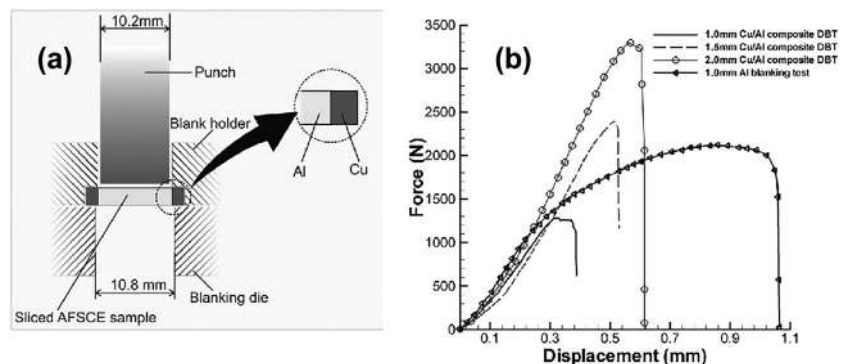 10.2mm
(a)
Punch
Blank holder
Al
Cu
10.8 mm
Blanking die
Sliced AFSCE sample
(b)
1.0mm Cu/Al composite DBT
1.5mm Cu/Al composite DBT
2.0mm Cu/Al composite DBT
1.0mm Al blanking test
3500
3000
2500
2000
1500
1000
500
0
Force (N)
0.1
0.3
0.5
0.7
0.9
1.1
Displacement (mm)